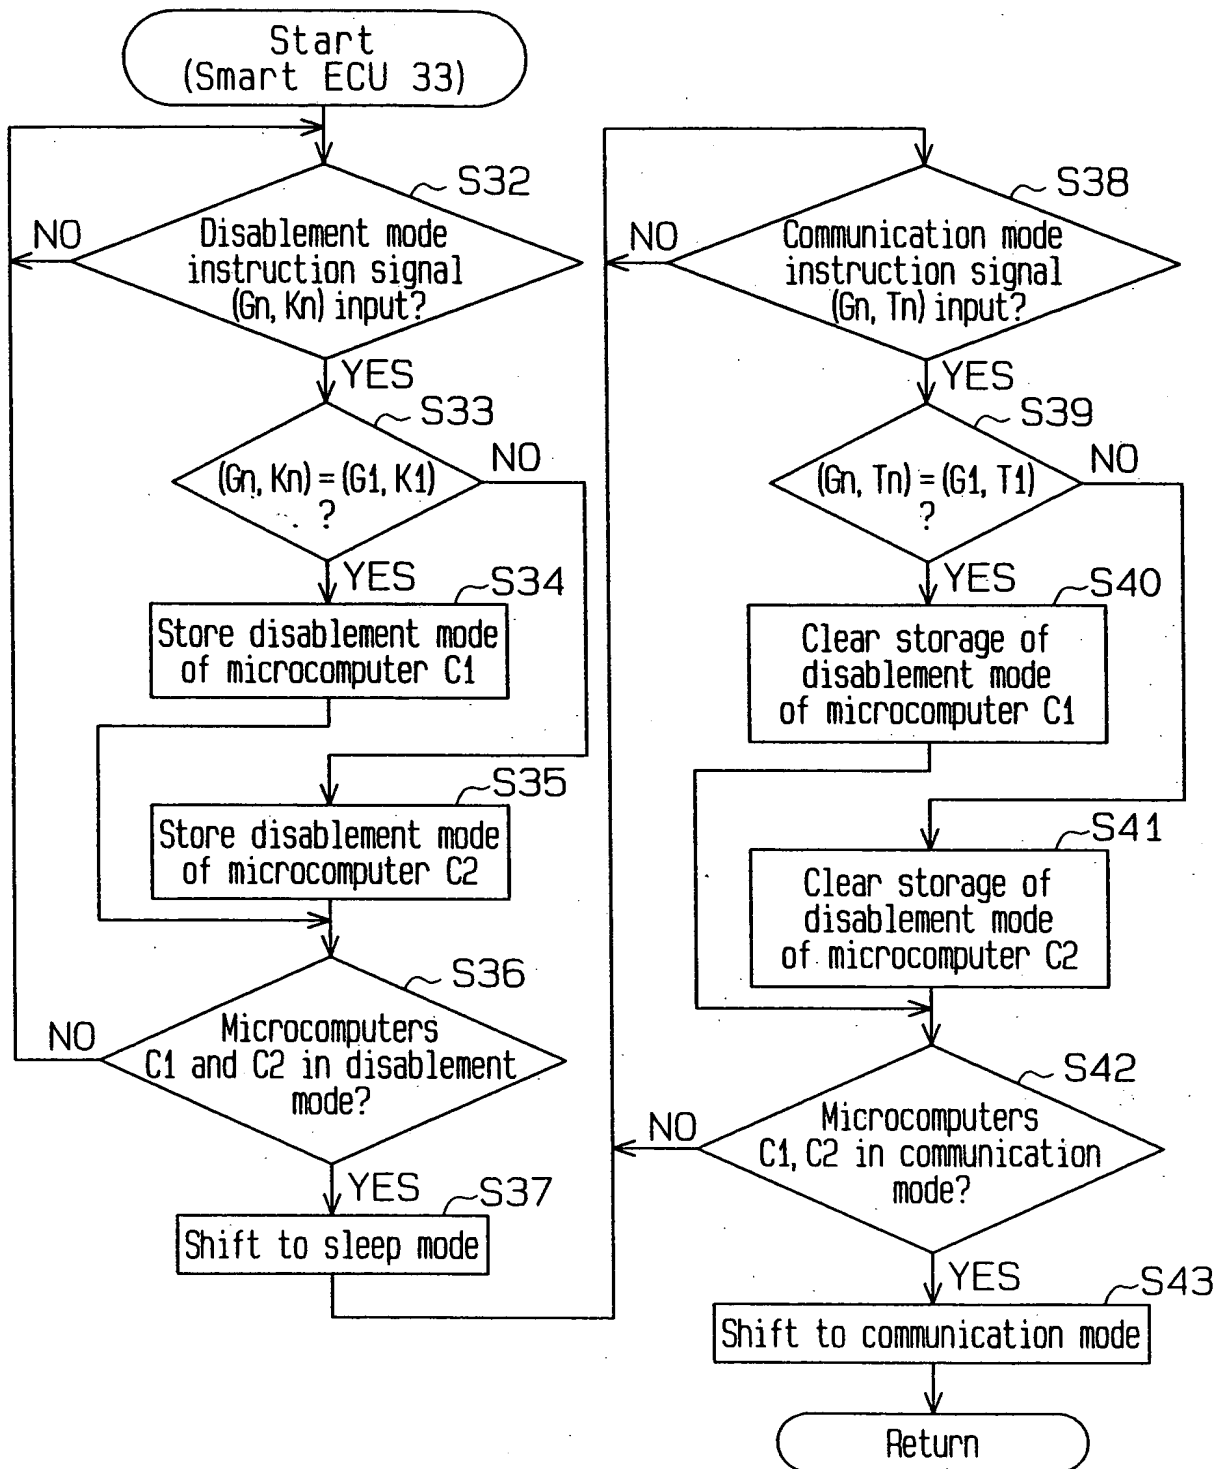 Start
(Smart ECU 33)
S32
NO
Disablement mode
instruction signal
(Gn, Kn) input?
YES
S33
NO
(Gn, Kn) = (G1, K1)
?
YES
S34
Store disablement mode
of microcomputer C1
S35
Store disablement mode
of microcomputer C2
S36
NO
Microcomputers
C1 and C2 in disablement
mode?
YES
S37
Shift to sleep mode
S38
NO
Communication mode
instruction signal
(Gn, Tn) input?
YES
S39
NO
(Gn, Tn) = (G1, T1)
?
YES
S40
Clear storage of
disablement mode
of microcomputer C1
S41
Clear storage of
disablement mode
of microcomputer C2
S42
NO
Microcomputers
C1, C2 in communication
mode?
YES
S43
Shift to communication mode
Return